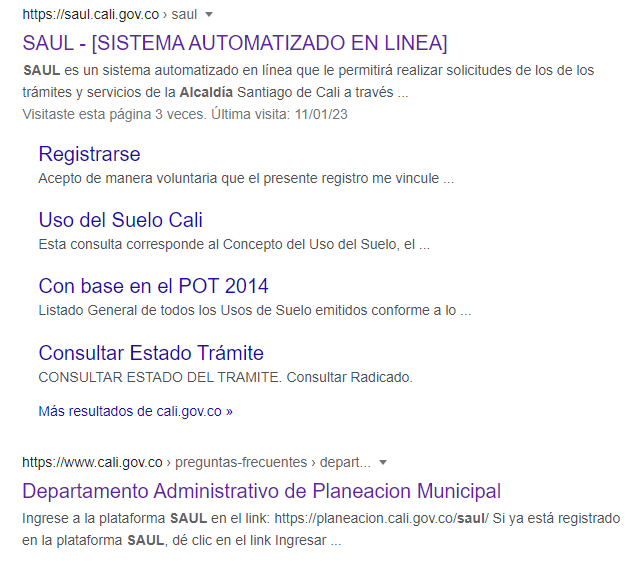 https://saul.cali.gov.co › saul
SAUL - [SISTEMA AUTOMATIZADO EN LINEA]
SAUL es un sistema automatizado en línea que le permitirá realizar solicitudes de los de los
trámites y servicios de la Alcaldía Santiago de Cali a través ...
Visitaste esta página 3 veces. Última visita: 11/01/23
Registrarse
Acepto de manera voluntaria que el presente registro me vincule ...
Uso del Suelo Cali
Esta consulta corresponde al Concepto del Uso del Suelo, el ...
Con base en el POT 2014
Listado General de todos los Usos de Suelo emitidos conforme a lo ...
Consultar Estado Trámite
CONSULTAR ESTADO DEL TRAMITE. Consultar Radicado.
Más resultados de cali.gov.co »
https://www.cali.gov.co › preguntas-frecuentes › depart...
Departamento Administrativo de Planeacion Municipal
Ingrese a la plataforma SAUL en el link: https://planeacion.cali.gov.co/saul/ Si ya está registrado
en la plataforma SAUL, dé clic en el link Ingresar ...